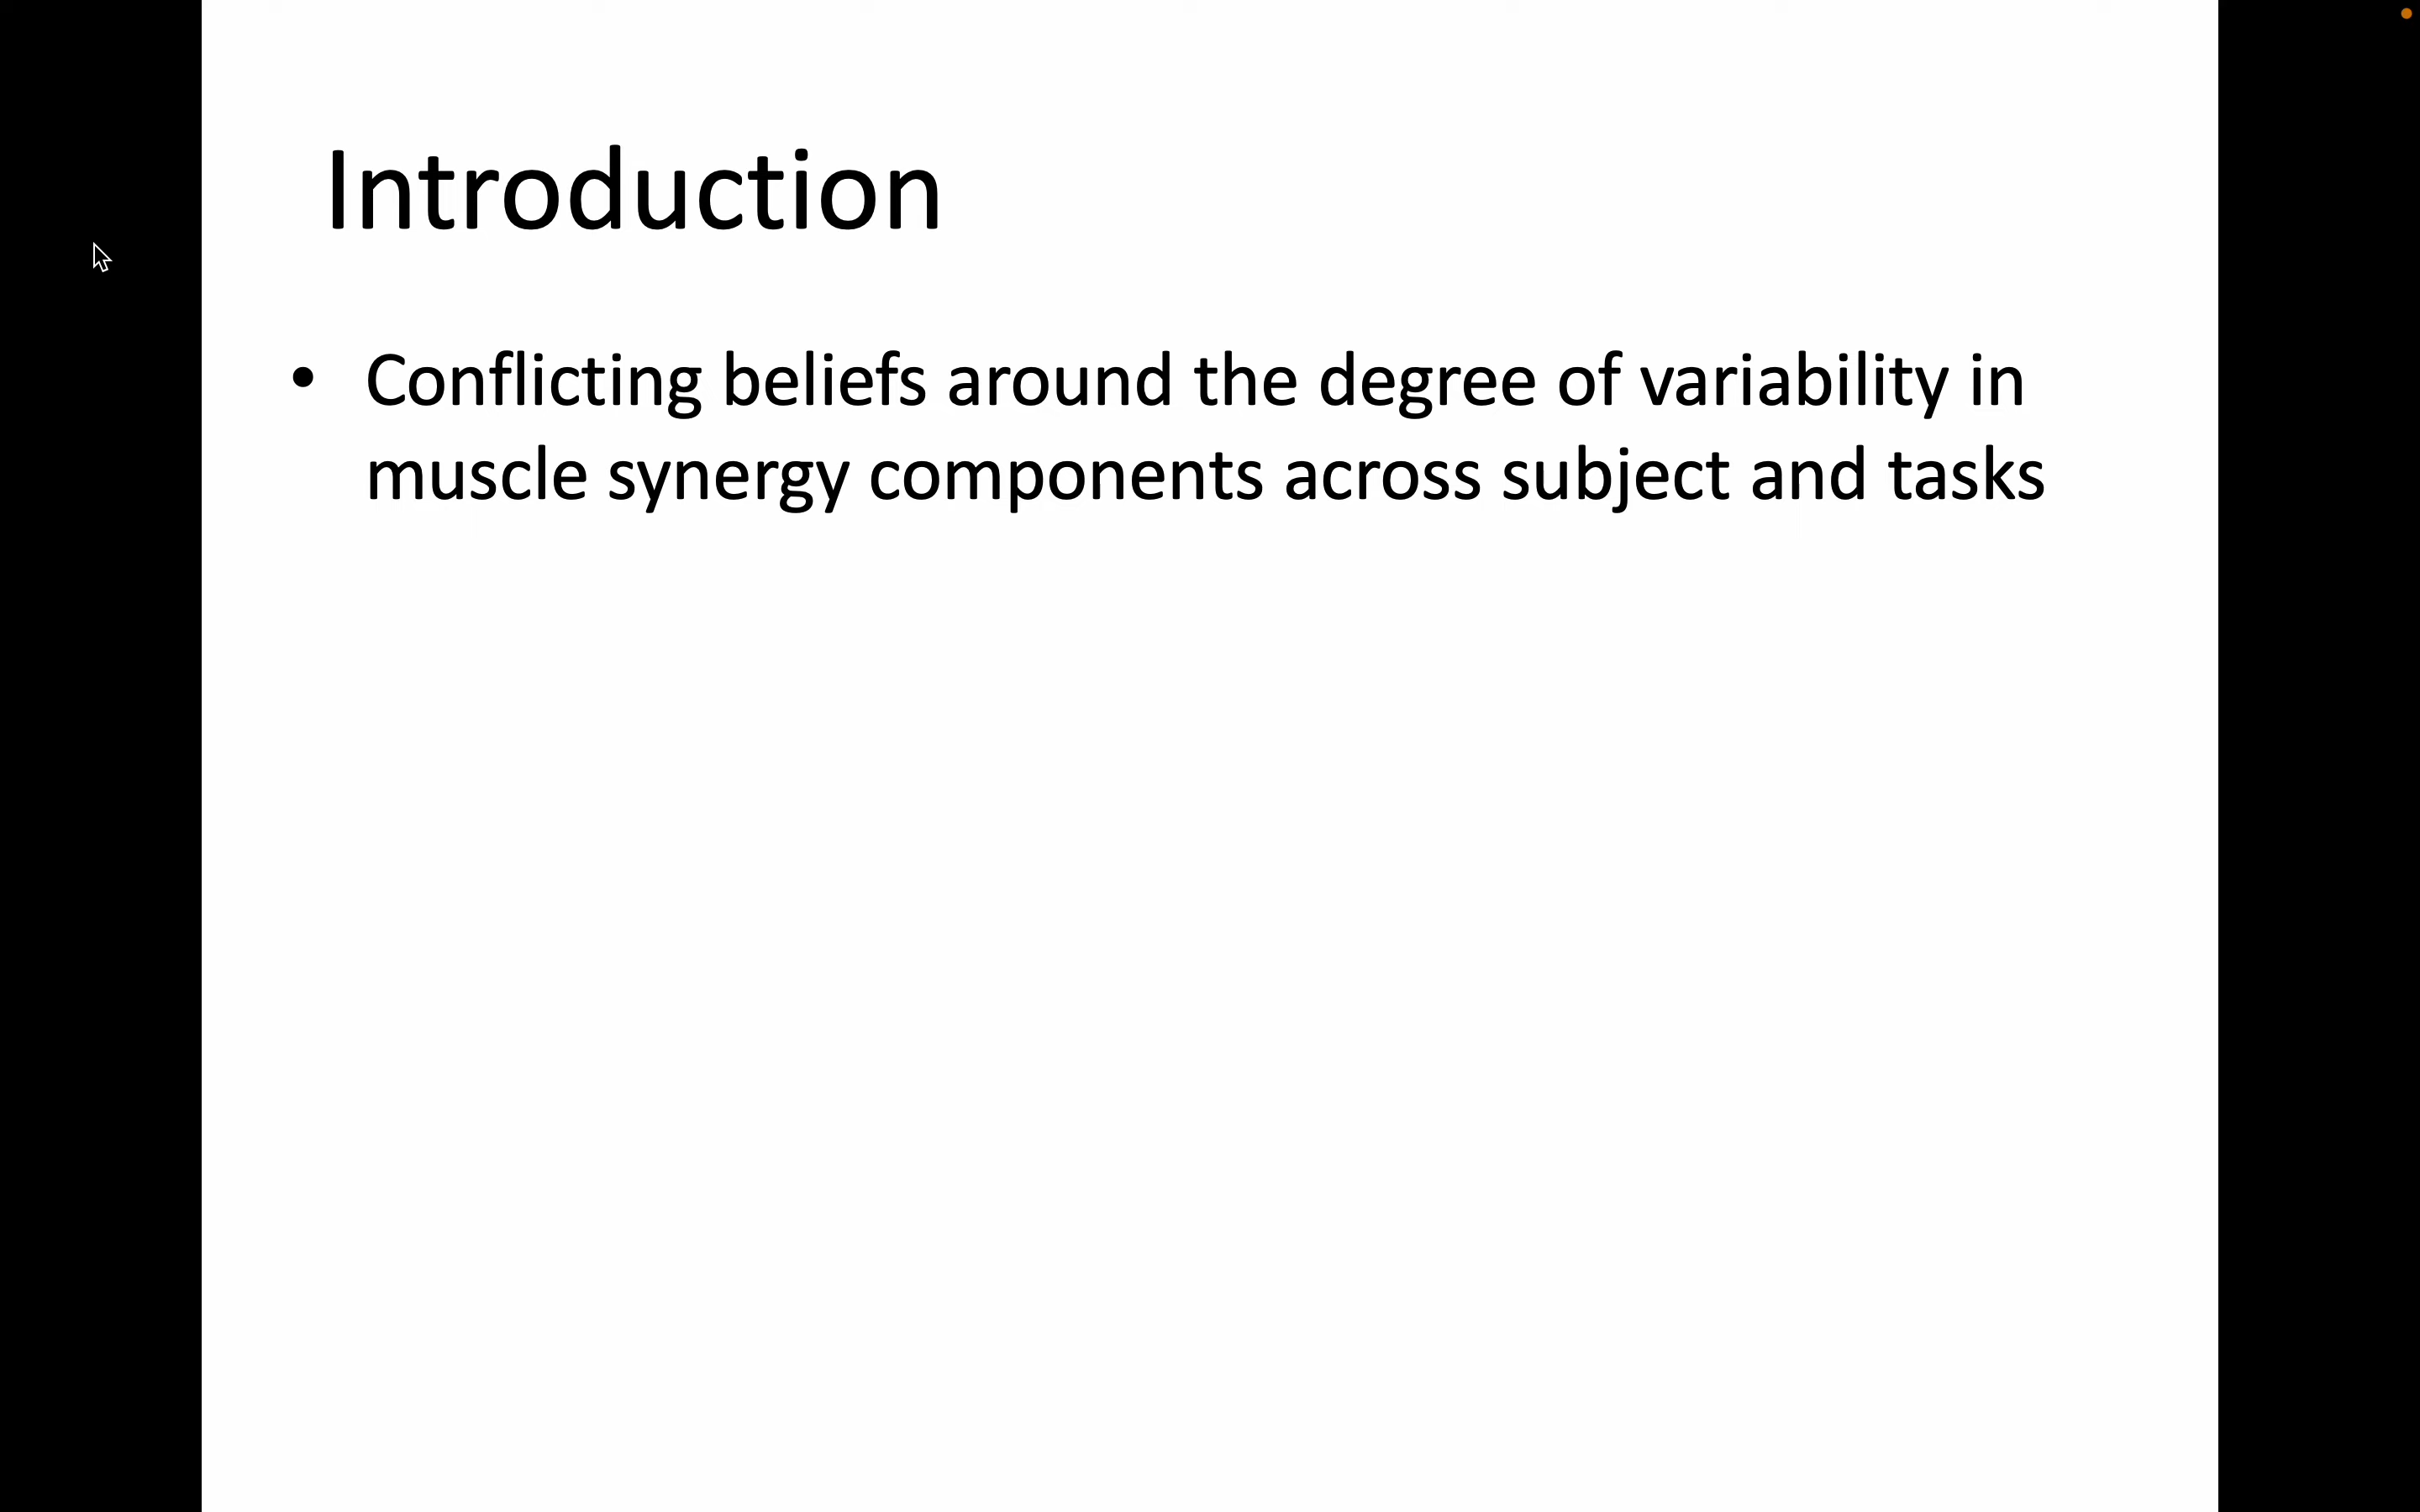 Introduction
• Conflicting beliefs around the degree of variability in
muscle synergy components across subject and tasks